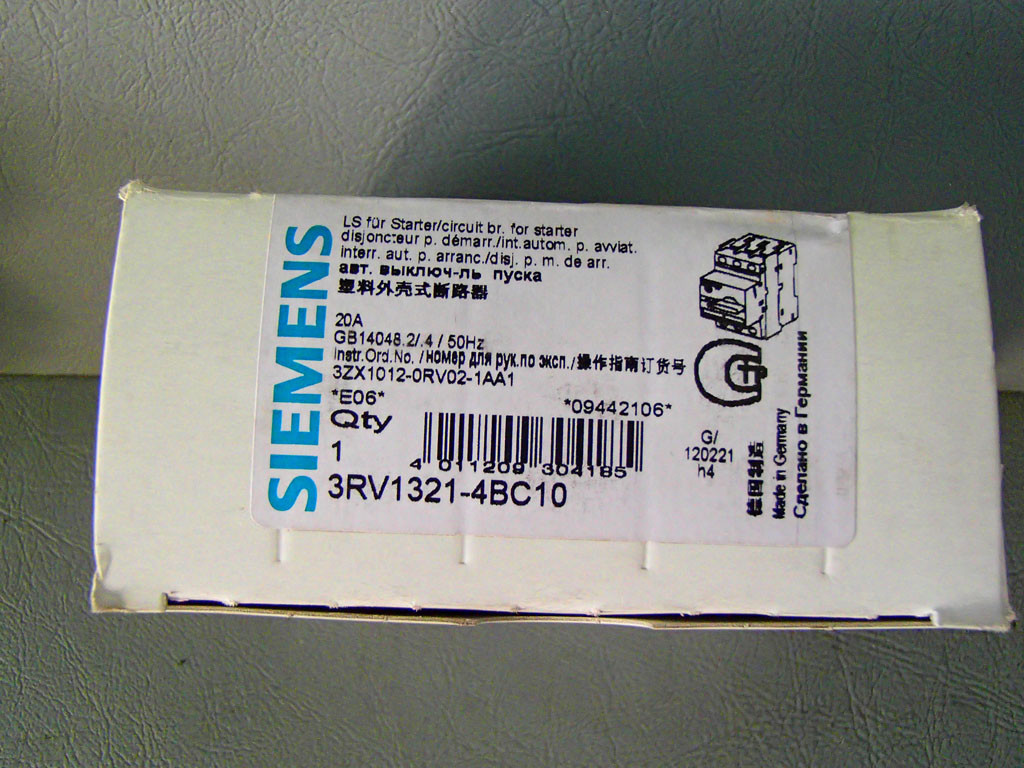 SIEMENS
LS für Starter/circuit br. for starter
disjoncteur p. démarr./int.autom. p. avviat.
interr. aut. p. arranc./disj. p. m. de arr.
авт. выключ-ль пуска
塑料外壳式断路器
20A
GB14048.2/.4 / 50Hz
Instr.Ord.No. /номер для рук.по эксп./操作指南订货号
3ZX1012-0RV02-1AA1
*E06*
*09442106*
Qty
1
4 011209 304185
3RV1321-4BC10
G/
120221
h4
德国制造
Made in Germany
Сделано в Германии